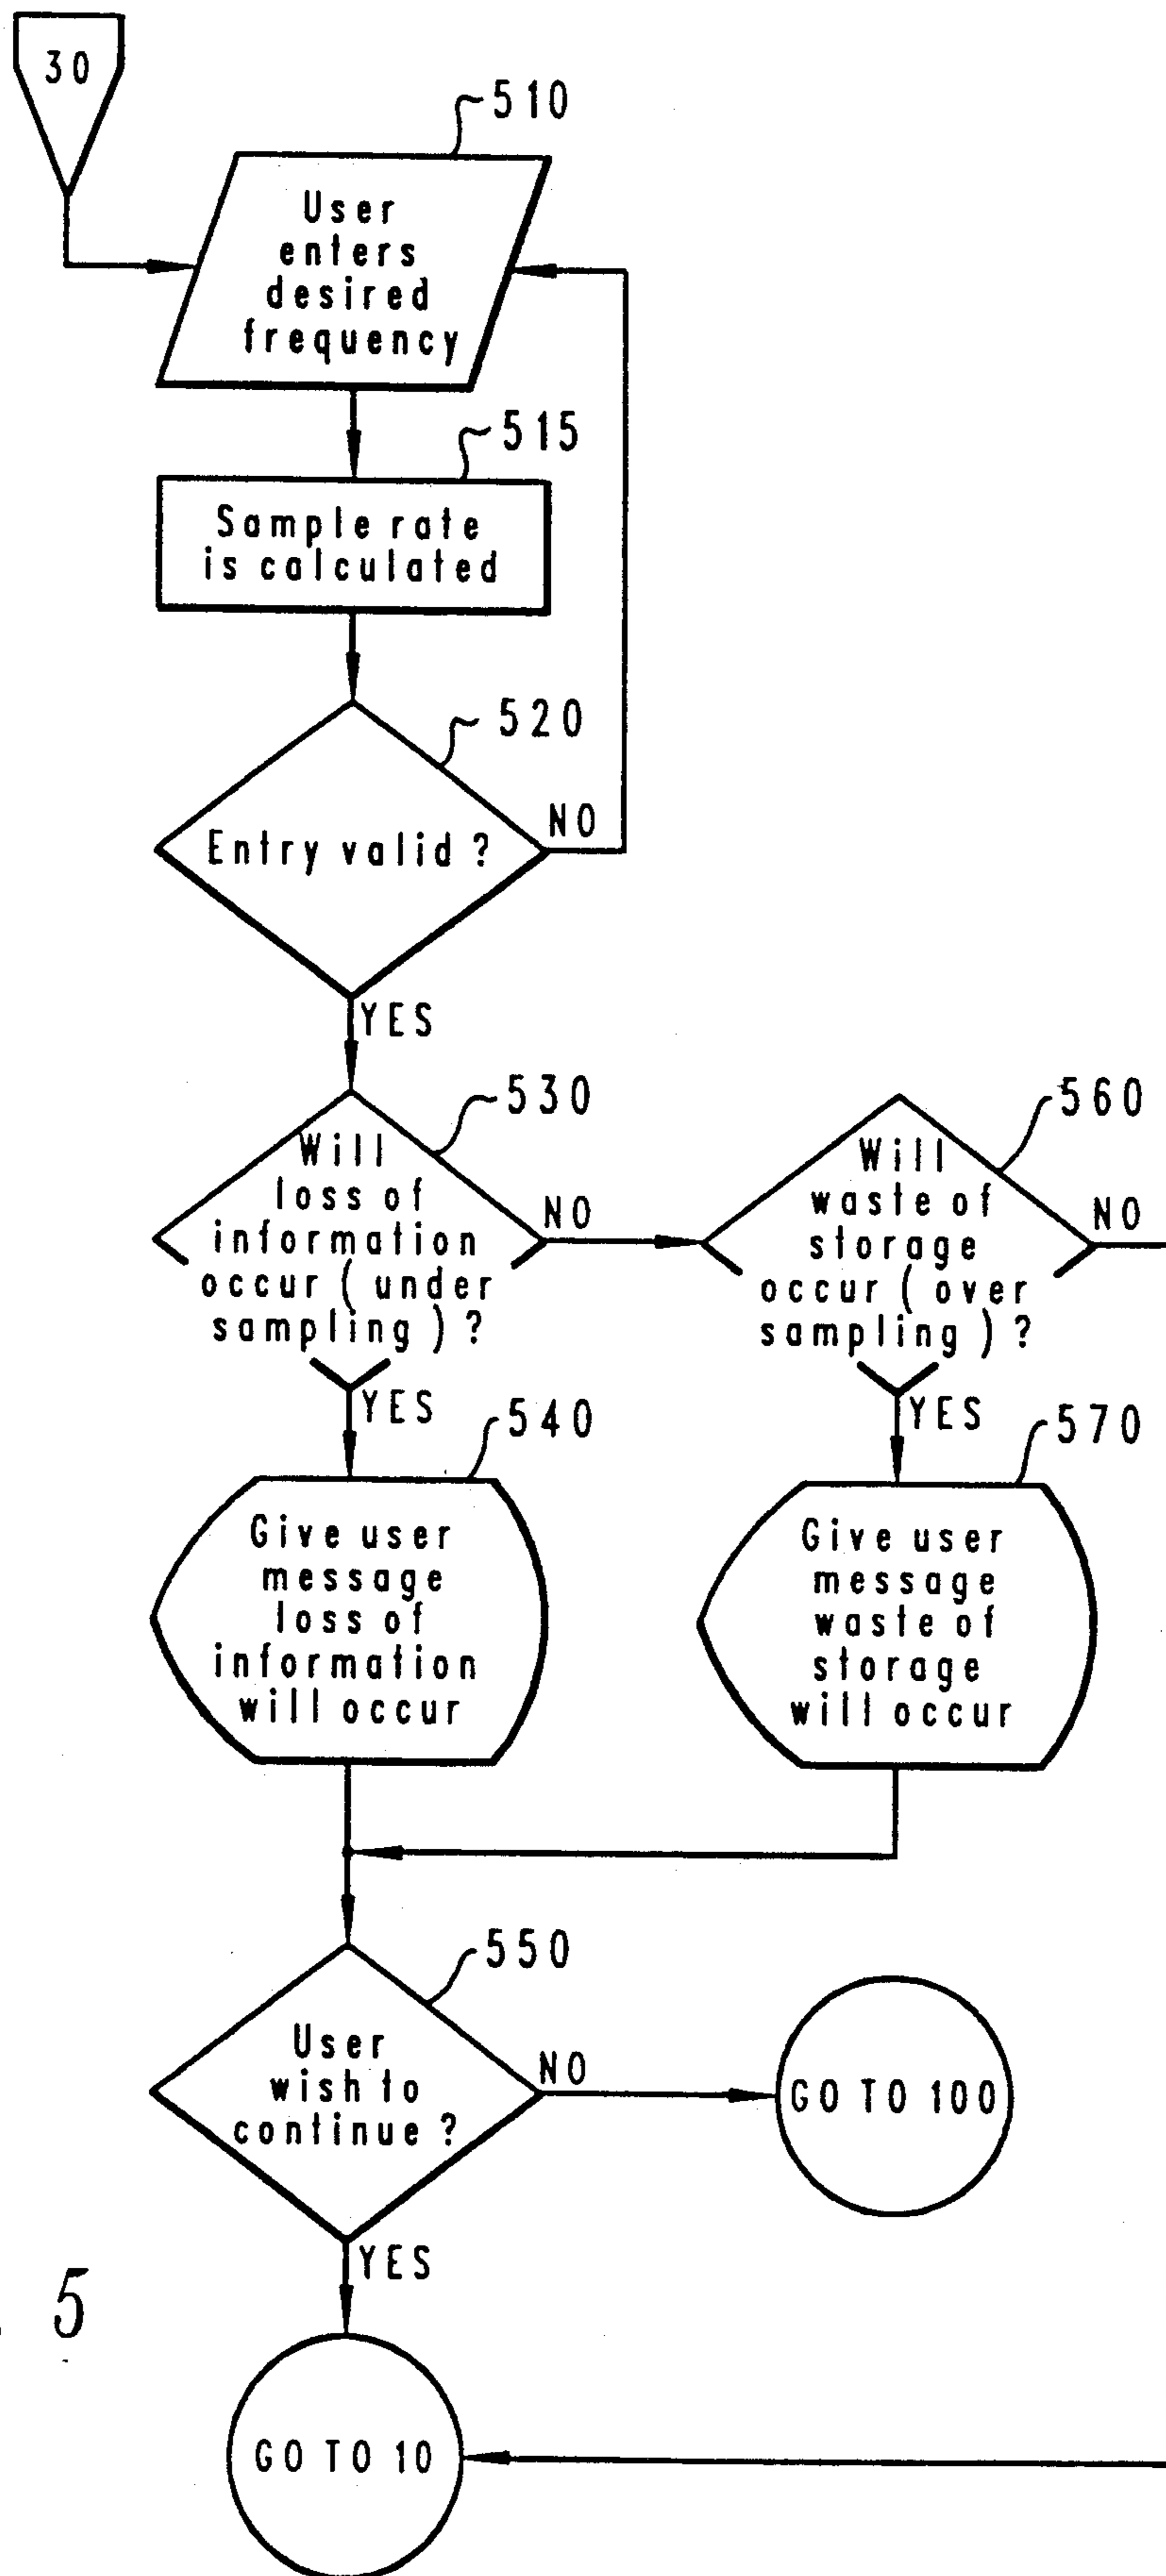 30
510
User
enters
desired
frequency
515
Sample rate
is calculated
520
Entry valid ?
NO
YES
530
Will
loss of
information
occur ( under
sampling ) ?
NO
YES
560
Will
waste of
storage
occur ( over
sampling ) ?
NO
YES
540
Give user
message
loss of
information
will occur
570
Give user
message
waste of
storage
will occur
550
User
wish to
continue ?
NO
GO TO 100
YES
5
GO TO 10